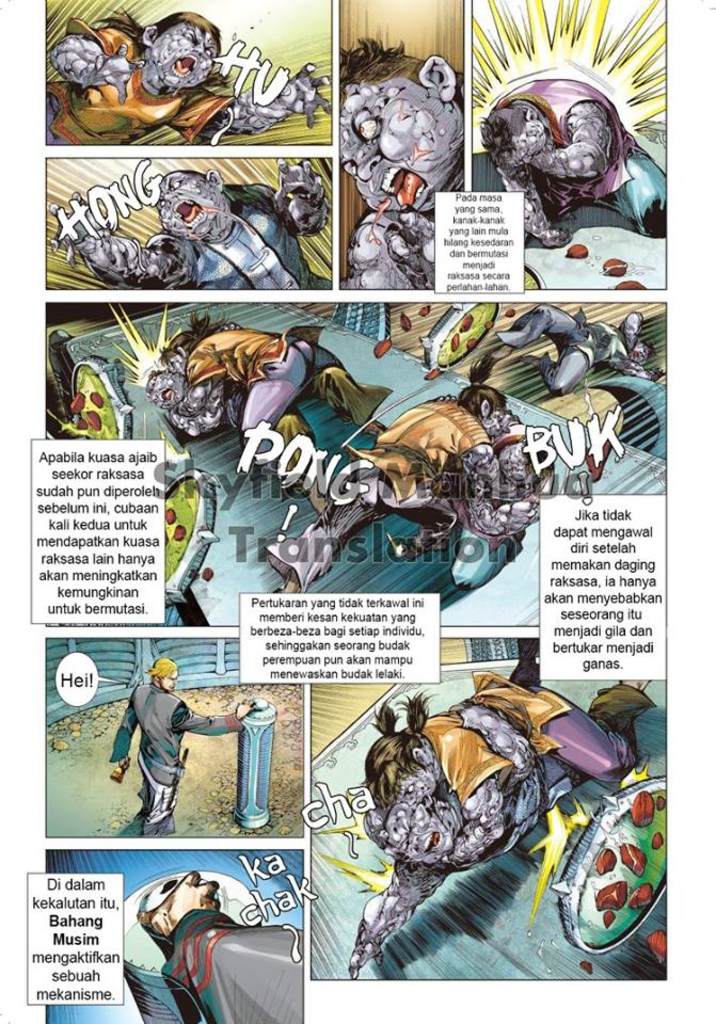 HU
HONG
Pada masa
yang sama,
kanak-kanak
yang lain mula
hilang kesedaran
dan bermutasi
menjadi
raksasa secara
perlahan-lahan.
Apabila kuasa ajaib
seekor raksasa
sudah pun diperoleh
sebelum ini, cubaan
kali kedua untuk
mendapatkan kuasa
raksasa lain hanya
akan meningkatkan
kemungkinan
untuk bermutasi.
PONG
!
BUK
!
Skyfield Manhua
Translation
Jika tidak
dapat mengawal
diri setelah
memakan daging
raksasa, ia hanya
akan menyebabkan
seseorang itu
menjadi gila dan
bertukar menjadi
ganas.
Pertukaran yang tidak terkawal ini
memberi kesan kekuatan yang
berbeza-beza bagi setiap individu,
sehinggakan seorang budak
perempuan pun akan mampu
menewaskan budak lelaki.
Hei!
cha
~
Di dalam
kekalutan itu,
Bahang
Musim
mengaktifkan
sebuah
mekanisme.
ka
chak
~